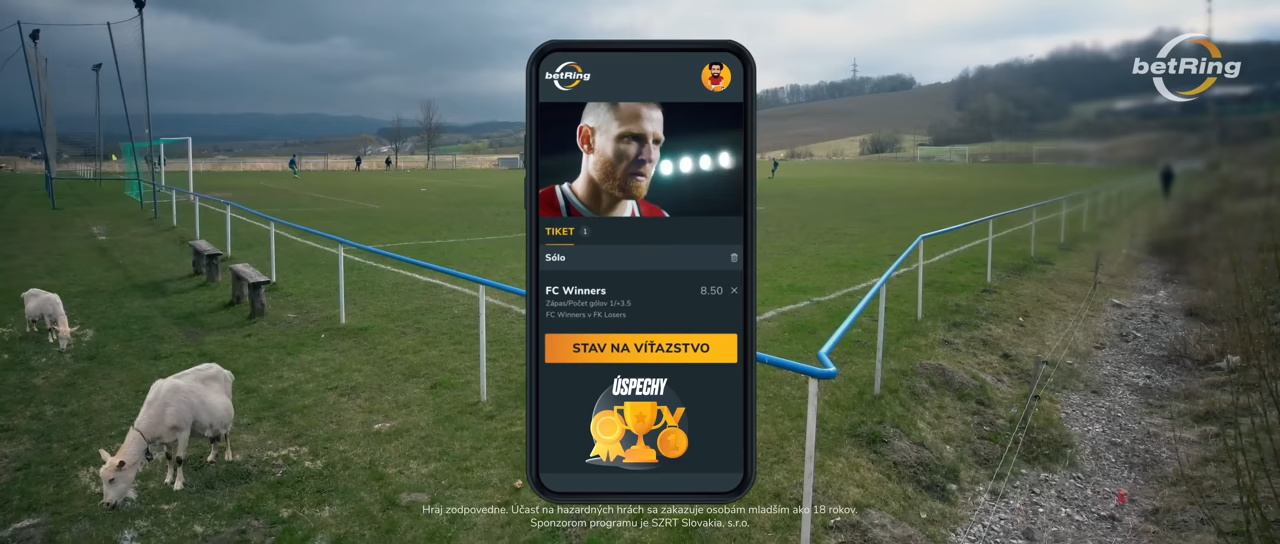 betRing
betRing
TIKET 1
Sólo
FC Winners 8.50 ×
Zápas/Počet gólov 1/+3.5
FC Winners v FK Losers
STAV NA VÍŤAZSTVO
ÚSPECHY
1
Hraj zodpovedne. Účasť na hazardných hrách sa zakazuje osobám mladším ako 18 rokov.
Sponzorom programu je SZRT Slovakia, s.r.o.